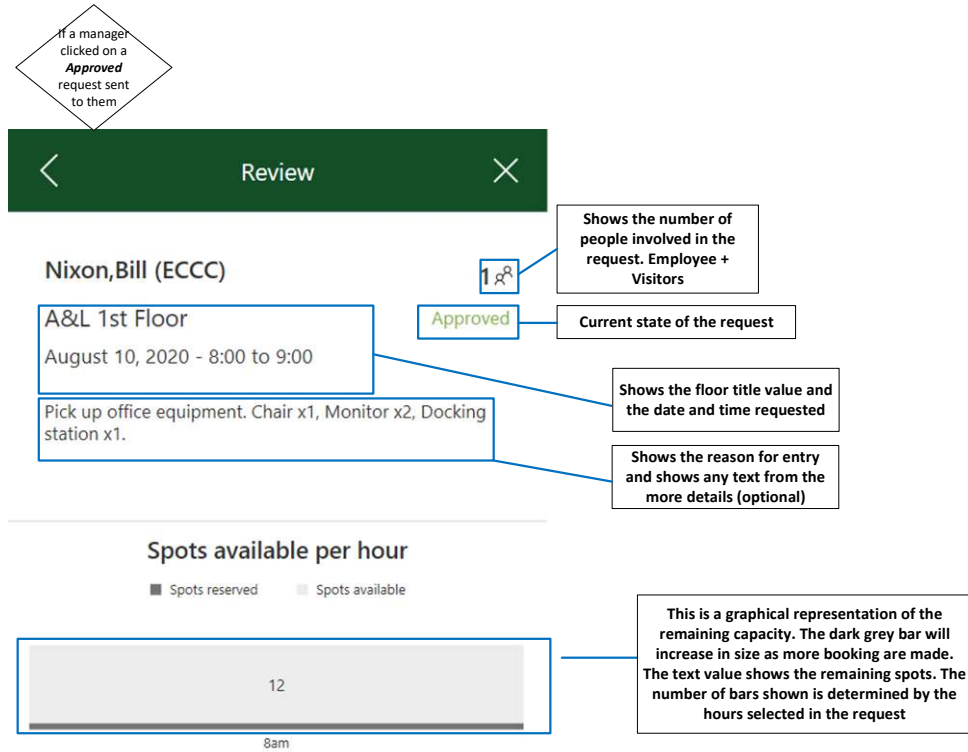 If a manager
clicked on a
Approved
request sent
to them
Review
Nixon,Bill (ECCC)
1
Shows the number of
people involved in the
request. Employee +
Visitors
A&L 1st Floor
Approved
Current state of the request
August 10, 2020 - 8:00 to 9:00
Shows the floor title value and
the date and time requested
Pick up office equipment. Chair x1, Monitor x2, Docking
station x1.
Shows the reason for entry
and shows any text from the
more details (optional)
Spots available per hour
Spots reserved
Spots available
This is a graphical representation of the
remaining capacity. The dark grey bar will
increase in size as more booking are made.
The text value shows the remaining spots. The
number of bars shown is determined by the
hours selected in the request
12
8am